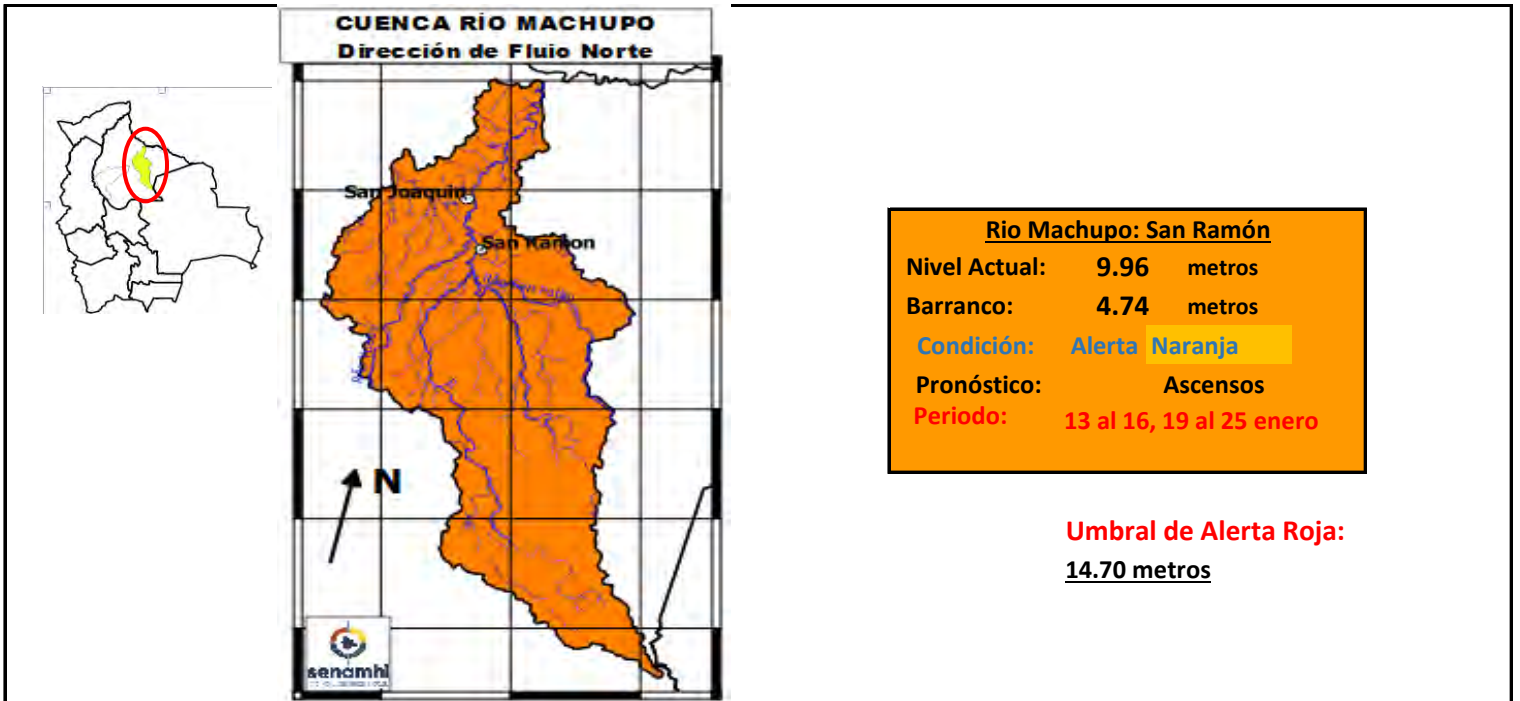 CUENCA RIO MACHUPO
Dirección de Flujo Norte
San Joaquin
San Ramon
N
senamhi
Rio Machupo: San Ramón
Nivel Actual: 9.96 metros
Barranco: 4.74 metros
Condición: Alerta Naranja
Pronóstico: Ascensos
Periodo: 13 al 16, 19 al 25 enero
Umbral de Alerta Roja:
14.70 metros